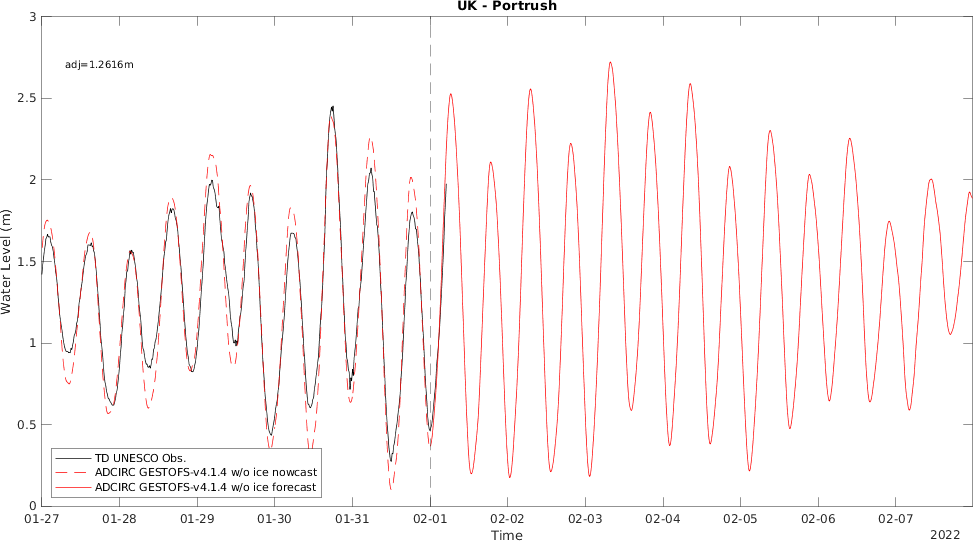 UK - Portrush
adj=1.2616m
Water Level (m)
3
2.5
2
1.5
1
0.5
0
TD UNESCO Obs.
ADCIRC GESTOFS-v4.1.4 w/o ice nowcast
ADCIRC GESTOFS-v4.1.4 w/o ice forecast
01-27 01-28 01-29 01-30 01-31 02-01 02-02 02-03 02-04 02-05 02-06 02-07
Time
2022